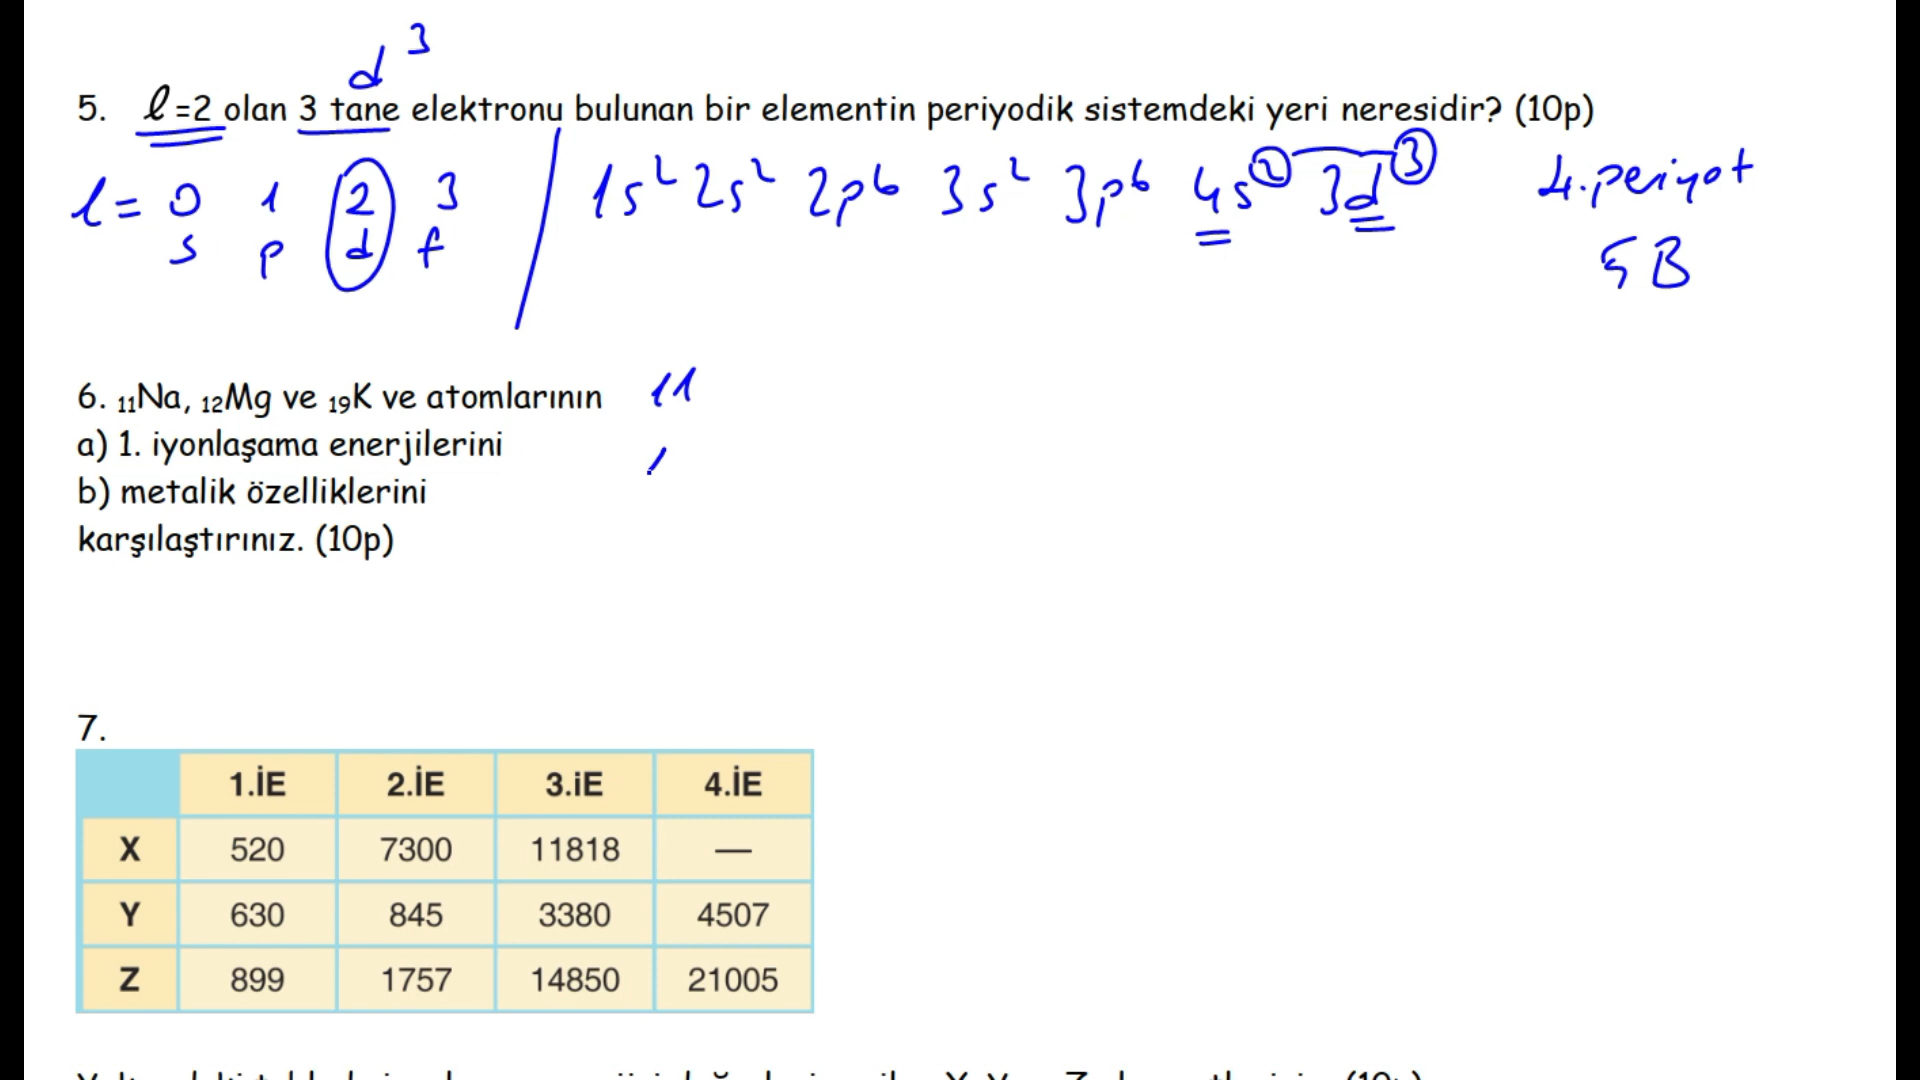 d³
5. ℓ=2 olan 3 tane elektronu bulunan bir elementin periyodik sistemdeki yeri neresidir? (10p)
l = 0 1 2 3
s p d f
1s² 2s² 2p⁶ 3s² 3p⁶ 4s² 3d³
4. periyot
5B
6. ₁₁Na, ₁₂Mg ve ₁₉K ve atomlarının
11
a) 1. iyonlaşama enerjilerini
b) metalik özelliklerini
karşılaştırınız. (10p)
7.
1.İE 2.İE 3.iE 4.İE
X 520 7300 11818 —
Y 630 845 3380 4507
Z 899 1757 14850 21005